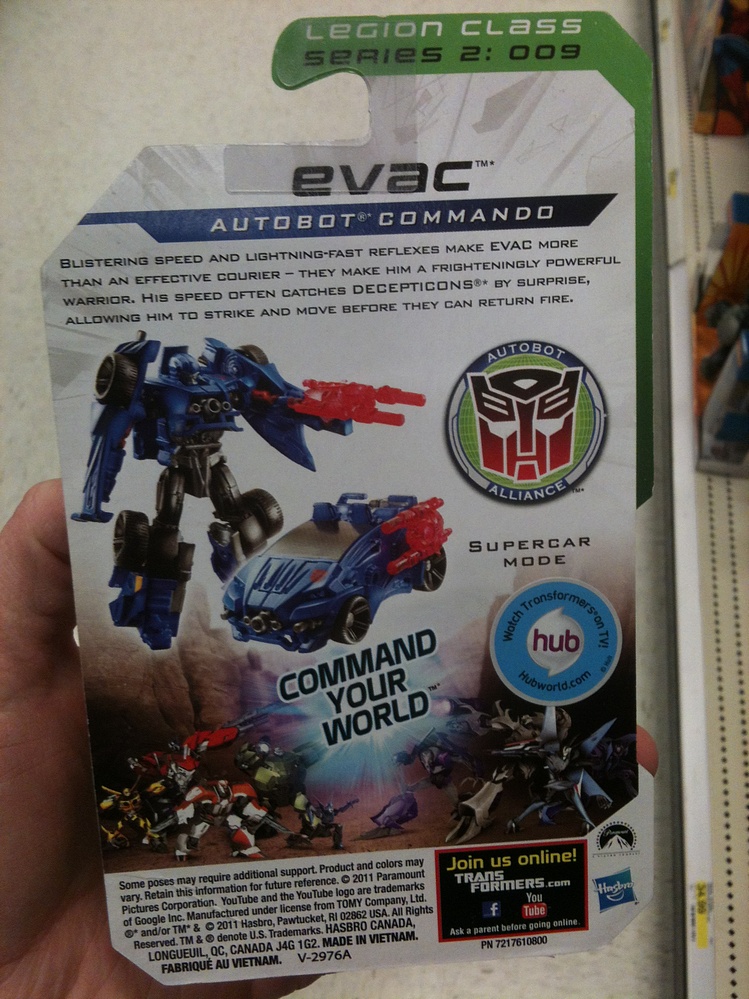 LEGION CLASS
SERIES 2: 009
evac™*
AUTOBOT®* COMMANDO
BLISTERING SPEED AND LIGHTNING-FAST REFLEXES MAKE EVAC MORE
THAN AN EFFECTIVE COURIER – THEY MAKE HIM A FRIGHTENINGLY POWERFUL
WARRIOR. HIS SPEED OFTEN CATCHES DECEPTICONS®* BY SURPRISE,
ALLOWING HIM TO STRIKE AND MOVE BEFORE THEY CAN RETURN FIRE.
AUTOBOT
ALLIANCE
™*
SUPERCAR
MODE
Watch Transformers® on TV!
hub
Hubworld.com
COMMAND
YOUR
WORLD™*
Some poses may require additional support. Product and colors may
vary. Retain this information for future reference. © 2011 Paramount
Pictures Corporation. YouTube and the YouTube logo are trademarks
of Google Inc. Manufactured under license from TOMY Company, Ltd.
®* and/or TM* & © 2011 Hasbro, Pawtucket, RI 02862 USA. All Rights
Reserved. TM & ® denote U.S. Trademarks. HASBRO CANADA,
LONGUEUIL, QC, CANADA J4G 1G2. MADE IN VIETNAM.
FABRIQUÉ AU VIETNAM. V-2976A
Join us online!
TRANSFORMERS.com
f
You
Tube
Ask a parent before going online.
PN 7217610800
Paramount
Hasbro